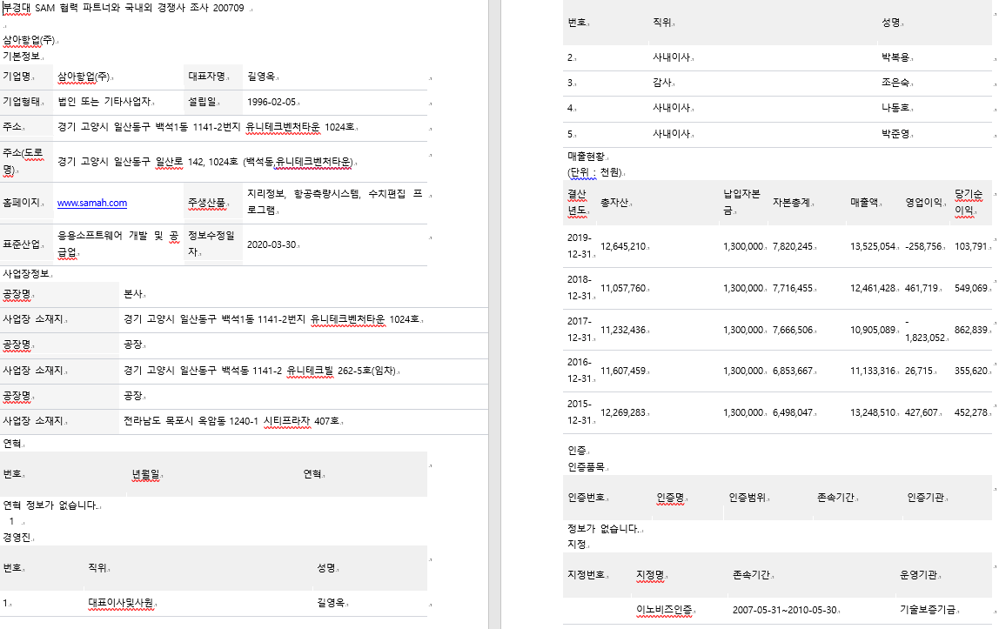 부경대 SAM 협력 파트너와 국내외 경쟁사 조사 200709
삼아항업(주)
기본정보
기업명 삼아항업(주) 대표자명 길영옥
기업형태 법인 또는 기타사업자 설립일 1996-02-05
주소 경기 고양시 일산동구 백석1동 1141-2번지 유니테크벤처타운 1024호
주소(도로
명) 경기 고양시 일산동구 일산로 142, 1024호 (백석동,유니테크벤처타운)
홈페이지 www.samah.com 주생산품 지리정보, 항공측량시스템, 수치편집 프
로그램
표준산업 응용소프트웨어 개발 및 공
급업 정보수정일
자 2020-03-30
사업장정보
공장명 본사
사업장 소재지 경기 고양시 일산동구 백석1동 1141-2번지 유니테크벤처타운 1024호
공장명 공장
사업장 소재지 경기 고양시 일산동구 백석동 1141-2 유니테크빌 262-5호(임차)
공장명 공장
사업장 소재지 전라남도 목포시 옥암동 1240-1 시티프라자 407호
연혁
번호 년월일 연혁
연혁 정보가 없습니다.
1
경영진
번호 직위 성명
1 대표이사및사원 길영옥
번호 직위 성명
2 사내이사 박복용
3 감사 조은숙
4 사내이사 나동호
5 사내이사 박준영
매출현황
(단위 : 천원)
결산
년도 총자산 납입자본
금 자본총계 매출액 영업이익 당기순
이익
2019-
12-31 12,645,210 1,300,000 7,820,245 13,525,054 -258,756 103,791
2018-
12-31 11,057,760 1,300,000 7,716,455 12,461,428 461,719 549,069
2017-
12-31 11,232,436 1,300,000 7,666,506 10,905,089 -
1,823,052 862,839
2016-
12-31 11,607,459 1,300,000 6,853,667 11,133,316 26,715 355,620
2015-
12-31 12,269,283 1,300,000 6,498,047 13,248,510 427,607 452,278
인증
인증품목
인증번호 인증명 인증범위 존속기간 인증기관
정보가 없습니다.
지정
지정번호 지정명 존속기간 운영기관
이노비즈인증 2007-05-31~2010-05-30 기술보증기금